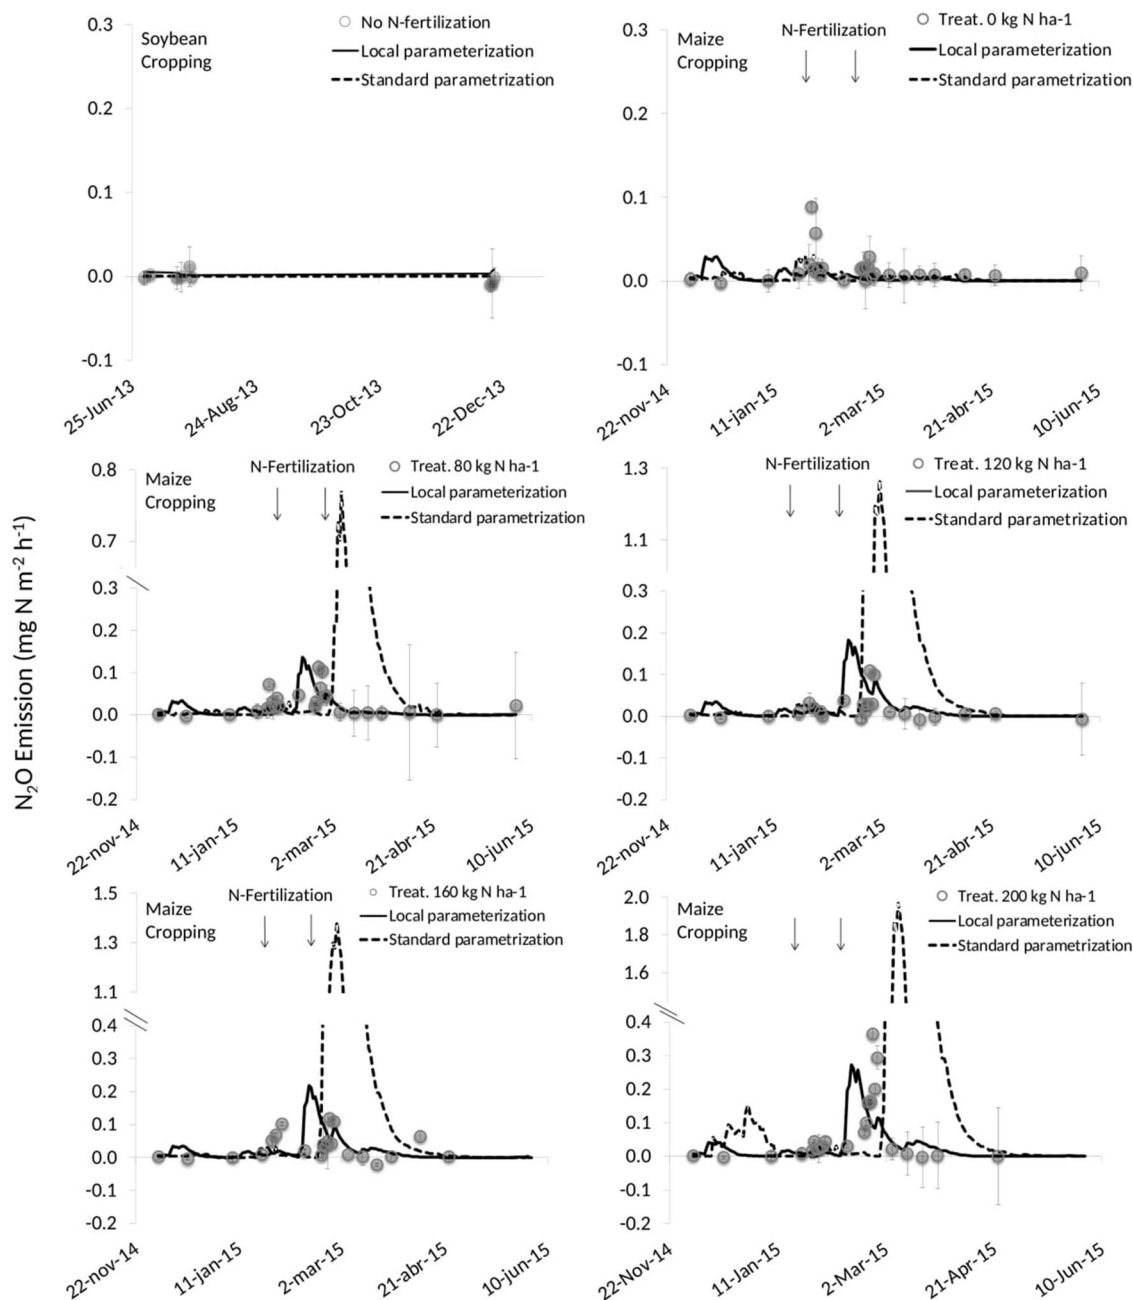 N₂O Emission (mg N m⁻² h⁻¹)
Soybean
Cropping
No N-fertilization
Local parameterization
Standard parametrization
0.3
0.2
0.1
0.0
-0.1
25-Jun-13
24-Aug-13
23-Oct-13
22-Dec-13
Maize
Cropping
N-Fertilization
Treat. 0 kg N ha-1
Local parameterization
Standard parametrization
0.3
0.2
0.1
0.0
-0.1
22-nov-14
11-jan-15
2-mar-15
21-abr-15
10-jun-15
Maize
Cropping
N-Fertilization
Treat. 80 kg N ha-1
Local parameterization
Standard parametrization
0.8
0.7
0.3
0.2
0.1
0.0
-0.1
-0.2
22-nov-14
11-jan-15
2-mar-15
21-abr-15
10-jun-15
N-Fertilization
Treat. 120 kg N ha-1
Local parameterization
Standard parametrization
1.3
1.1
0.3
0.2
0.1
0.0
-0.1
-0.2
22-nov-14
11-jan-15
2-mar-15
21-abr-15
10-jun-15
Maize
Cropping
N-Fertilization
Treat. 160 kg N ha-1
Local parameterization
Standard parametrization
1.5
1.3
1.1
0.4
0.3
0.2
0.1
0.0
-0.1
-0.2
22-nov-14
11-jan-15
2-mar-15
21-abr-15
10-jun-15
Maize
Cropping
Treat. 200 kg N ha-1
Local parameterization
Standard parametrization
2.0
1.8
1.6
0.4
0.3
0.2
0.1
0.0
-0.1
-0.2
22-Nov-14
11-Jan-15
2-Mar-15
21-Apr-15
10-Jun-15